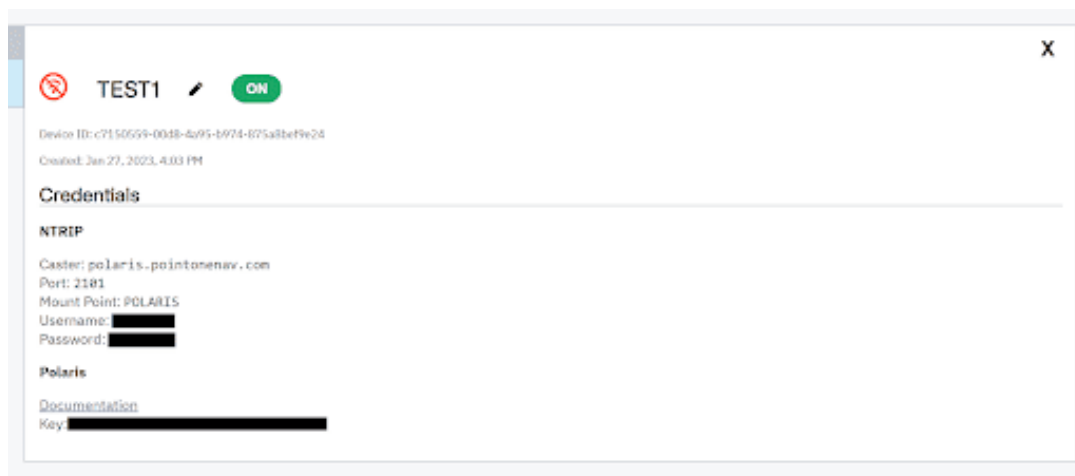 X
TEST1
ON
Device ID: c7150559-00d8-4a95-b974-875a8bef9e24
Created: Jan 27, 2023, 4:03 PM
Credentials
NTRIP
Caster: polaris.pointonenav.com
Port: 2101
Mount Point: POLARIS
Username:
Password:
Polaris
Documentation
Key: